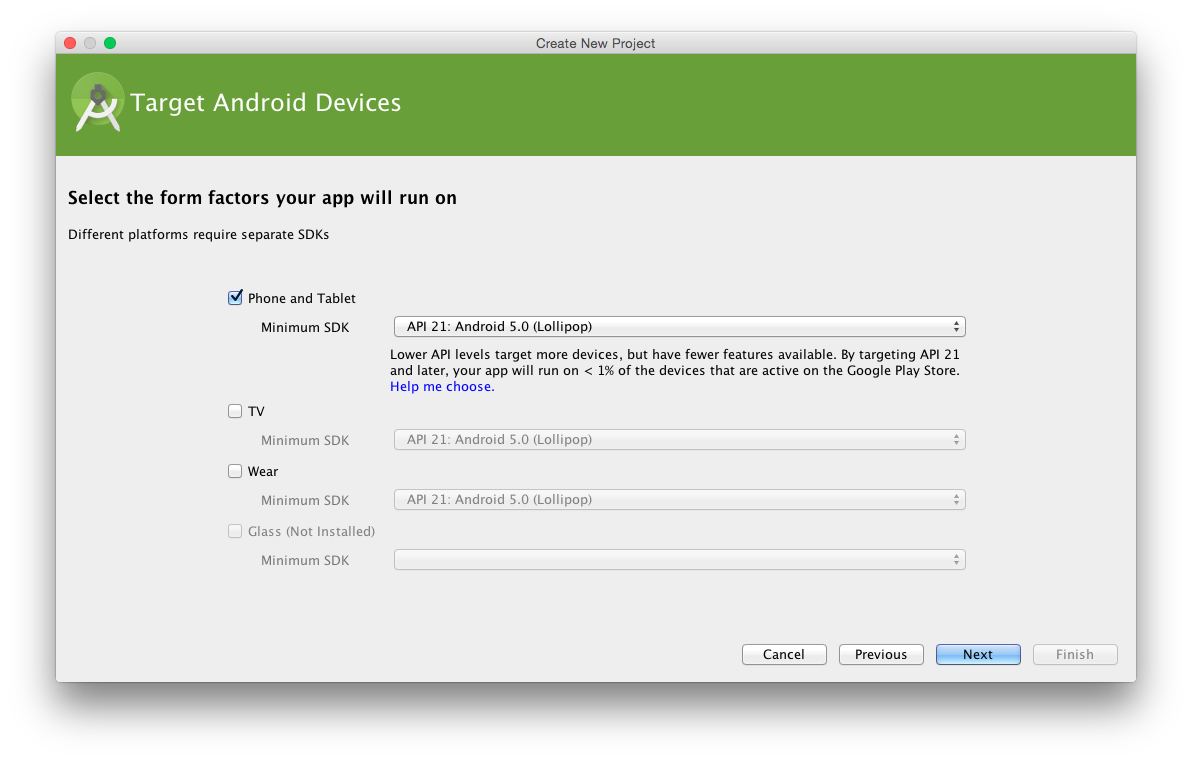 Create New Project
Target Android Devices
Select the form factors your app will run on
Different platforms require separate SDKs
Phone and Tablet
Minimum SDK API 21: Android 5.0 (Lollipop)
Lower API levels target more devices, but have fewer features available. By targeting API 21
and later, your app will run on < 1% of the devices that are active on the Google Play Store.
Help me choose.
TV
Minimum SDK API 21: Android 5.0 (Lollipop)
Wear
Minimum SDK API 21: Android 5.0 (Lollipop)
Glass (Not Installed)
Minimum SDK
Cancel Previous Next Finish